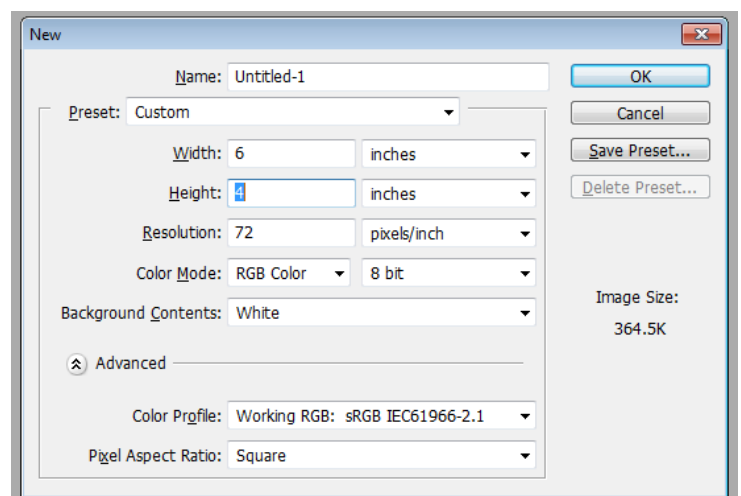 New
Name: Untitled-1
OK
Preset: Custom
Cancel
Width: 6 inches
Save Preset...
Height: 4 inches
Delete Preset...
Resolution: 72 pixels/inch
Color Mode: RGB Color 8 bit
Image Size:
Background Contents: White
364.5K
Advanced
Color Profile: Working RGB: sRGB IEC61966-2.1
Pixel Aspect Ratio: Square